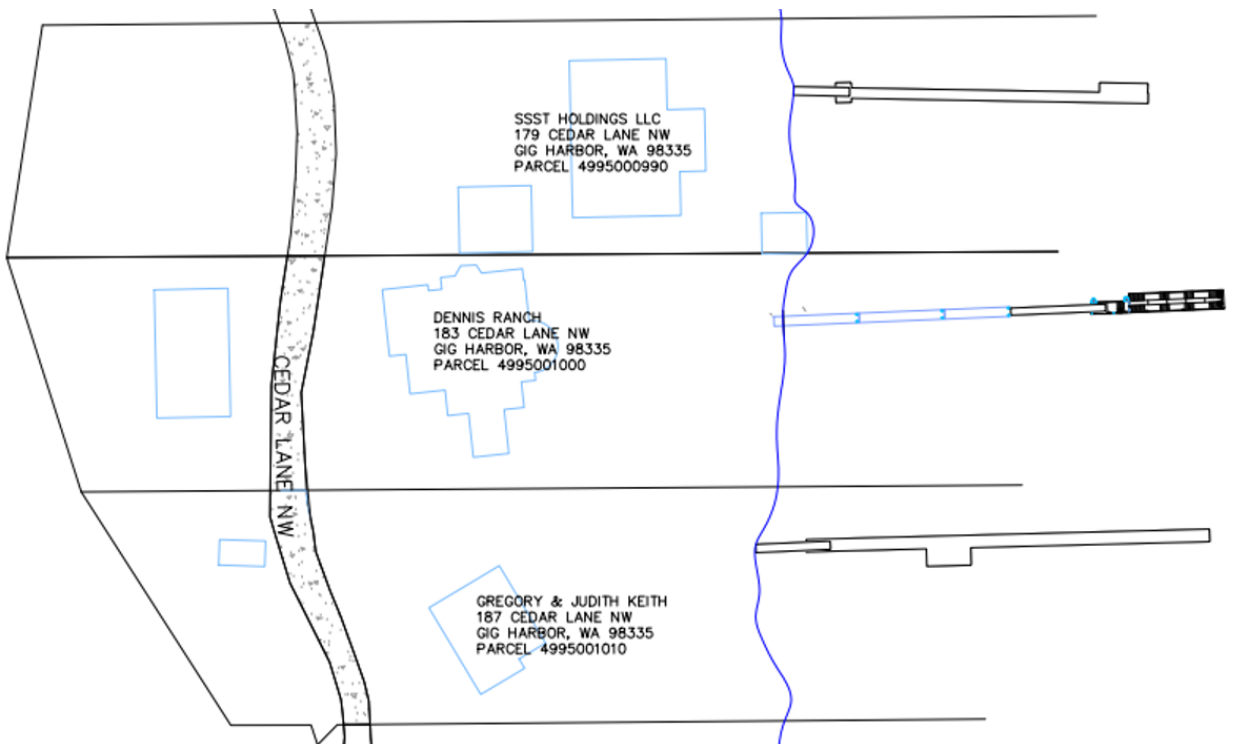 SSST HOLDINGS LLC
179 CEDAR LANE NW
GIG HARBOR, WA 98335
PARCEL 4995000990
DENNIS RANCH
183 CEDAR LANE NW
GIG HARBOR, WA 98335
PARCEL 4995001000
CEDAR LANE NW
GREGORY & JUDITH KEITH
187 CEDAR LANE NW
GIG HARBOR, WA 98335
PARCEL 4995001010